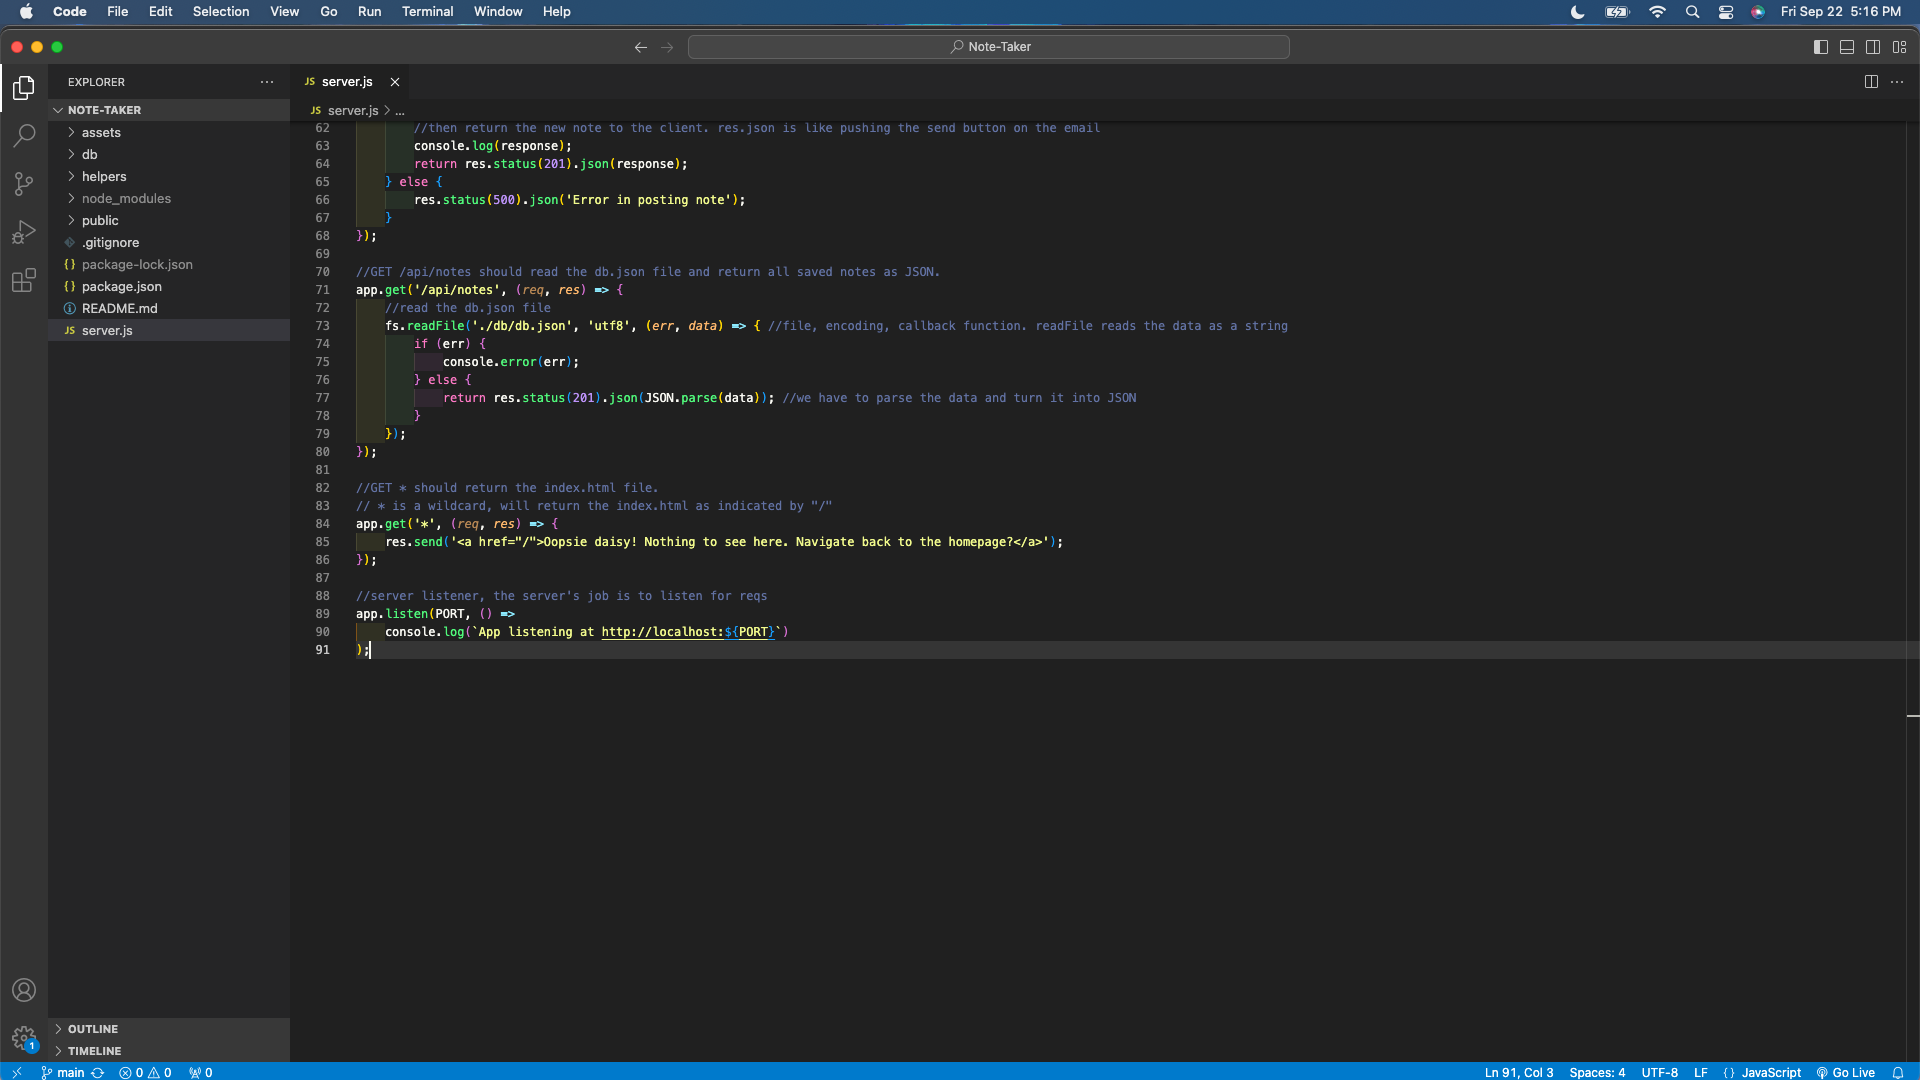 Code File Edit Selection View Go Run Terminal Window Help
Fri Sep 22 5:16 PM
Note-Taker
EXPLORER
NOTE-TAKER
assets
db
helpers
node_modules
public
.gitignore
package-lock.json
package.json
README.md
JS server.js
JS server.js
JS server.js > ...
62 //then return the new note to the client. res.json is like pushing the send button on the email
63 console.log(response);
64 return res.status(201).json(response);
65 } else {
66 res.status(500).json('Error in posting note');
67 }
68 });
69
70 //GET /api/notes should read the db.json file and return all saved notes as JSON.
71 app.get('/api/notes', (req, res) => {
72 //read the db.json file
73 fs.readFile('./db/db.json', 'utf8', (err, data) => { //file, encoding, callback function. readFile reads the data as a string
74 if (err) {
75 console.error(err);
76 } else {
77 return res.status(201).json(JSON.parse(data)); //we have to parse the data and turn it into JSON
78 }
79 });
80 });
81
82 //GET * should return the index.html file.
83 // * is a wildcard, will return the index.html as indicated by "/"
84 app.get('*', (req, res) => {
85 res.send('<a href="/">Oopsie daisy! Nothing to see here. Navigate back to the homepage?</a>');
86 });
87
88 //server listener, the server's job is to listen for reqs
89 app.listen(PORT, () =>
90 console.log(`App listening at http://localhost:${PORT}`)
91 );
OUTLINE
TIMELINE
1
main 0 0 0
Ln 91, Col 3 Spaces: 4 UTF-8 LF {} JavaScript Go Live